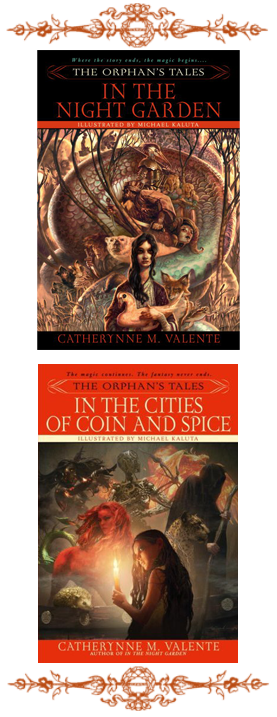 Where the story ends, the magic begins....
THE ORPHAN'S TALES
IN THE
NIGHT GARDEN
ILLUSTRATED BY MICHAEL KALUTA
CATHERYNNE M. VALENTE
The magic continues. The fantasy never ends.
THE ORPHAN'S TALES
IN THE CITIES
OF COIN AND SPICE
ILLUSTRATED BY MICHAEL KALUTA
CATHERYNNE M. VALENTE
AUTHOR OF IN THE NIGHT GARDEN